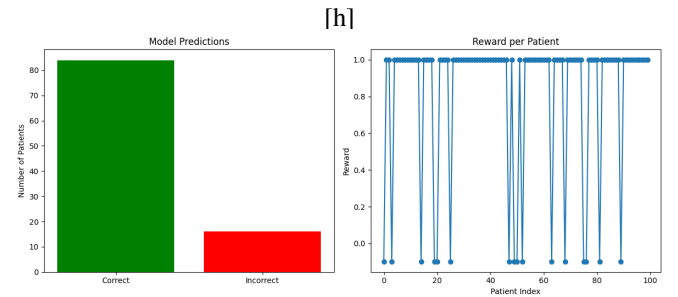 [h]
Model Predictions
Number of Patients
80
70
60
50
40
30
20
10
0
Correct
Incorrect
Reward per Patient
Reward
1.0
0.8
0.6
0.4
0.2
0.0
0
20
40
60
80
100
Patient Index